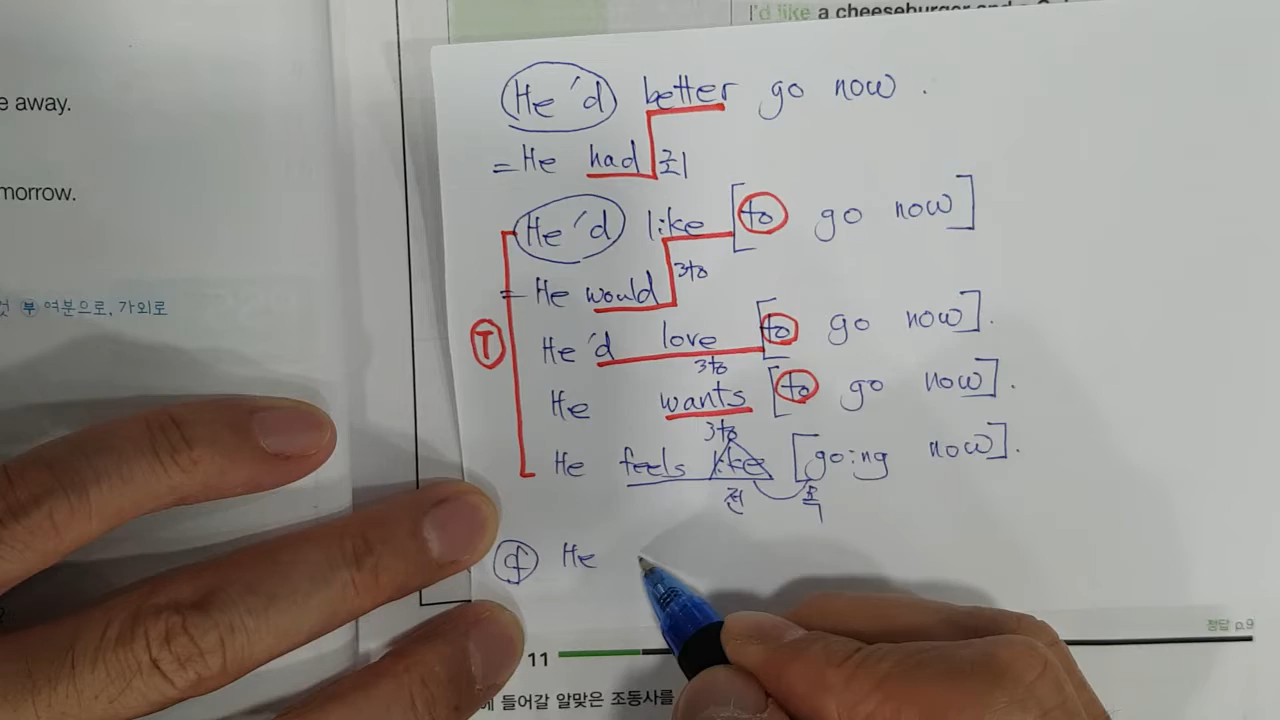 I'd like a cheeseburger
e away.
morrow.
것 부 여분으로, 가외로
He'd better go now.
= He had 조
He'd like [to go now]
3to
= He would
T
He'd love [to go now].
3to
He wants [to go now].
3to
He feels like [going now].
전 목
cf He
정답 p.9
11
에 들어갈 알맞은 조동사를